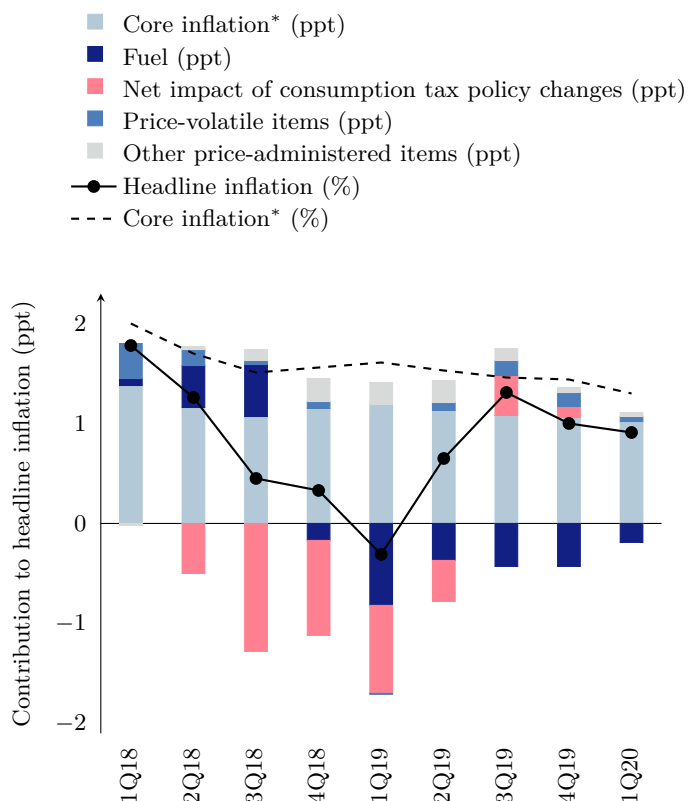 Core inflation* (ppt)
Fuel (ppt)
Net impact of consumption tax policy changes (ppt)
Price-volatile items (ppt)
Other price-administered items (ppt)
Headline inflation (%)
Core inflation* (%)
Contribution to headline inflation (ppt)
2
1
0
−1
−2
1Q18
2Q18
3Q18
4Q18
1Q19
2Q19
3Q19
4Q19
1Q20